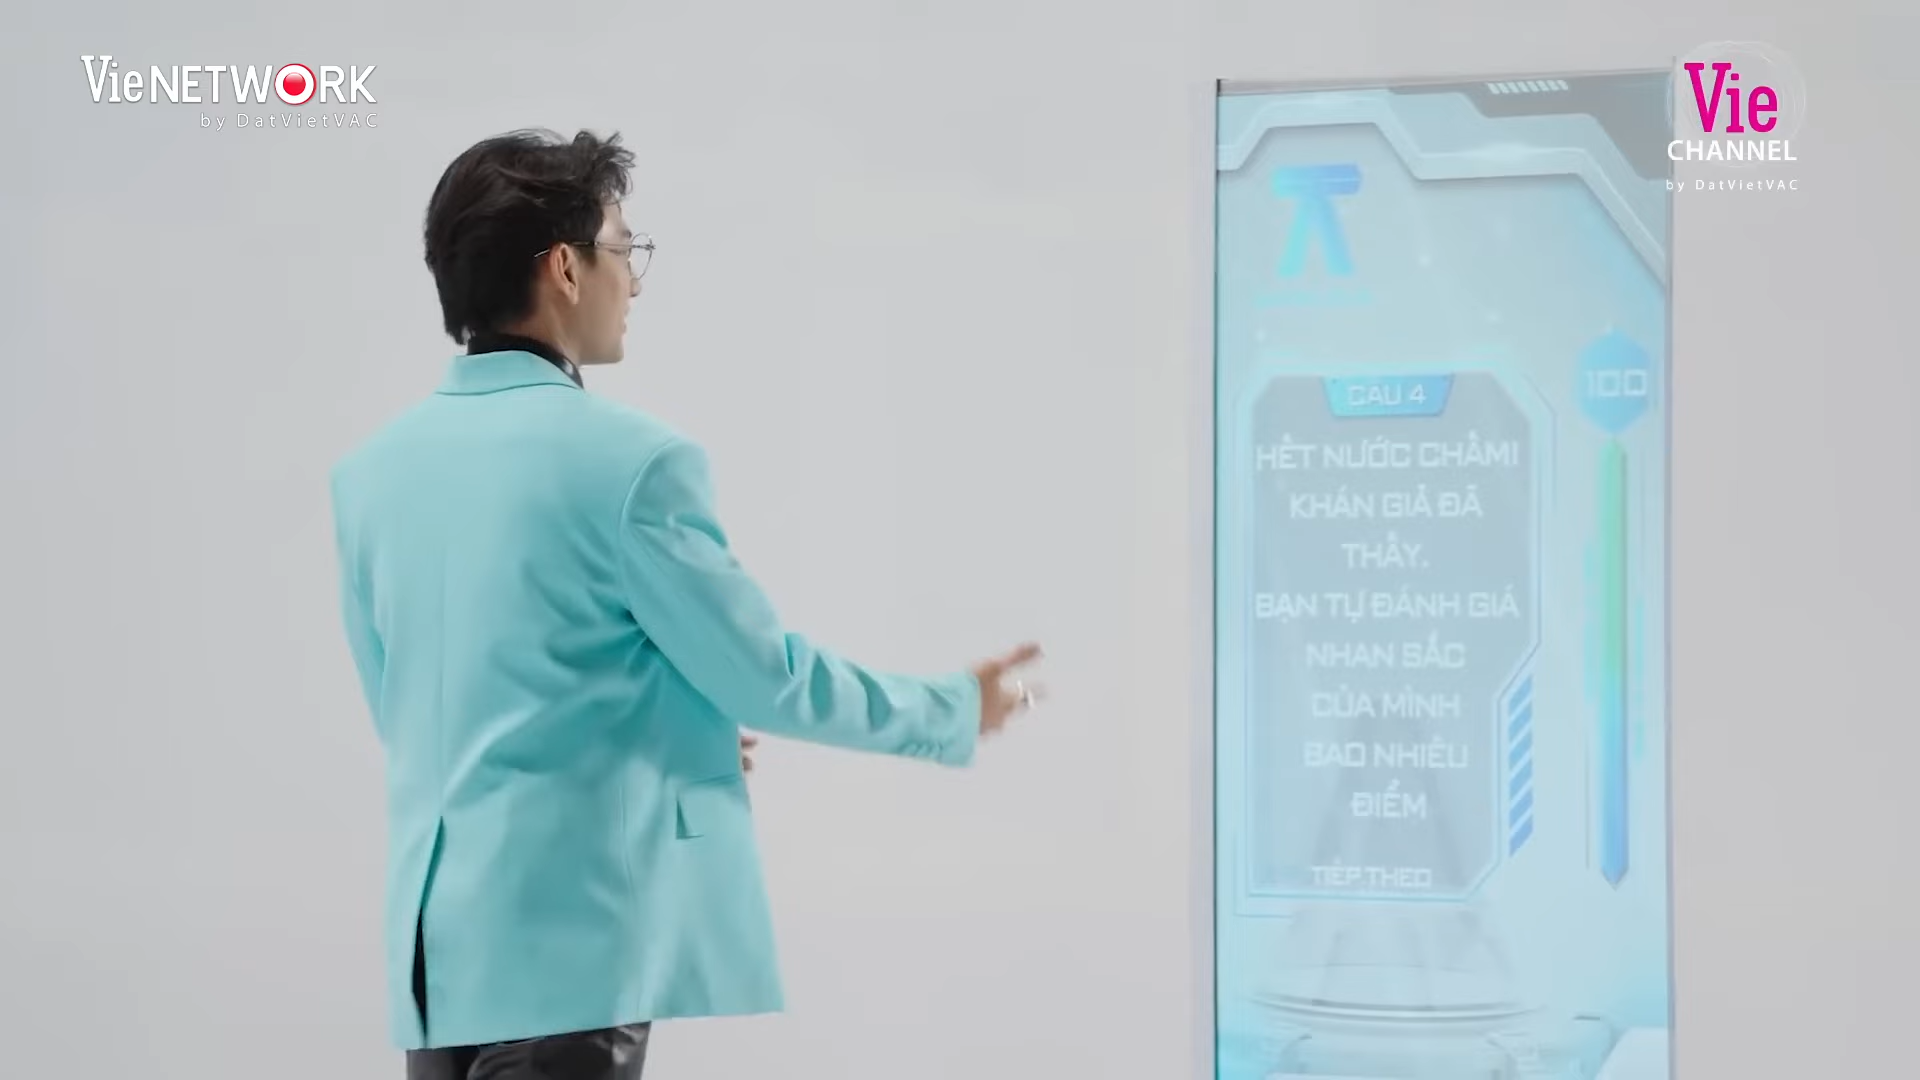 VieNETWORK
by DatVietVAC
Vie
CHANNEL
by DatVietVAC
100
CÂU 4
HẾT NƯỚC CHẤM!
KHÁN GIẢ ĐÃ
THẤY.
BẠN TỰ ĐÁNH GIÁ
NHAN SẮC
CỦA MÌNH
BAO NHIÊU
ĐIỂM
TIẾP THEO